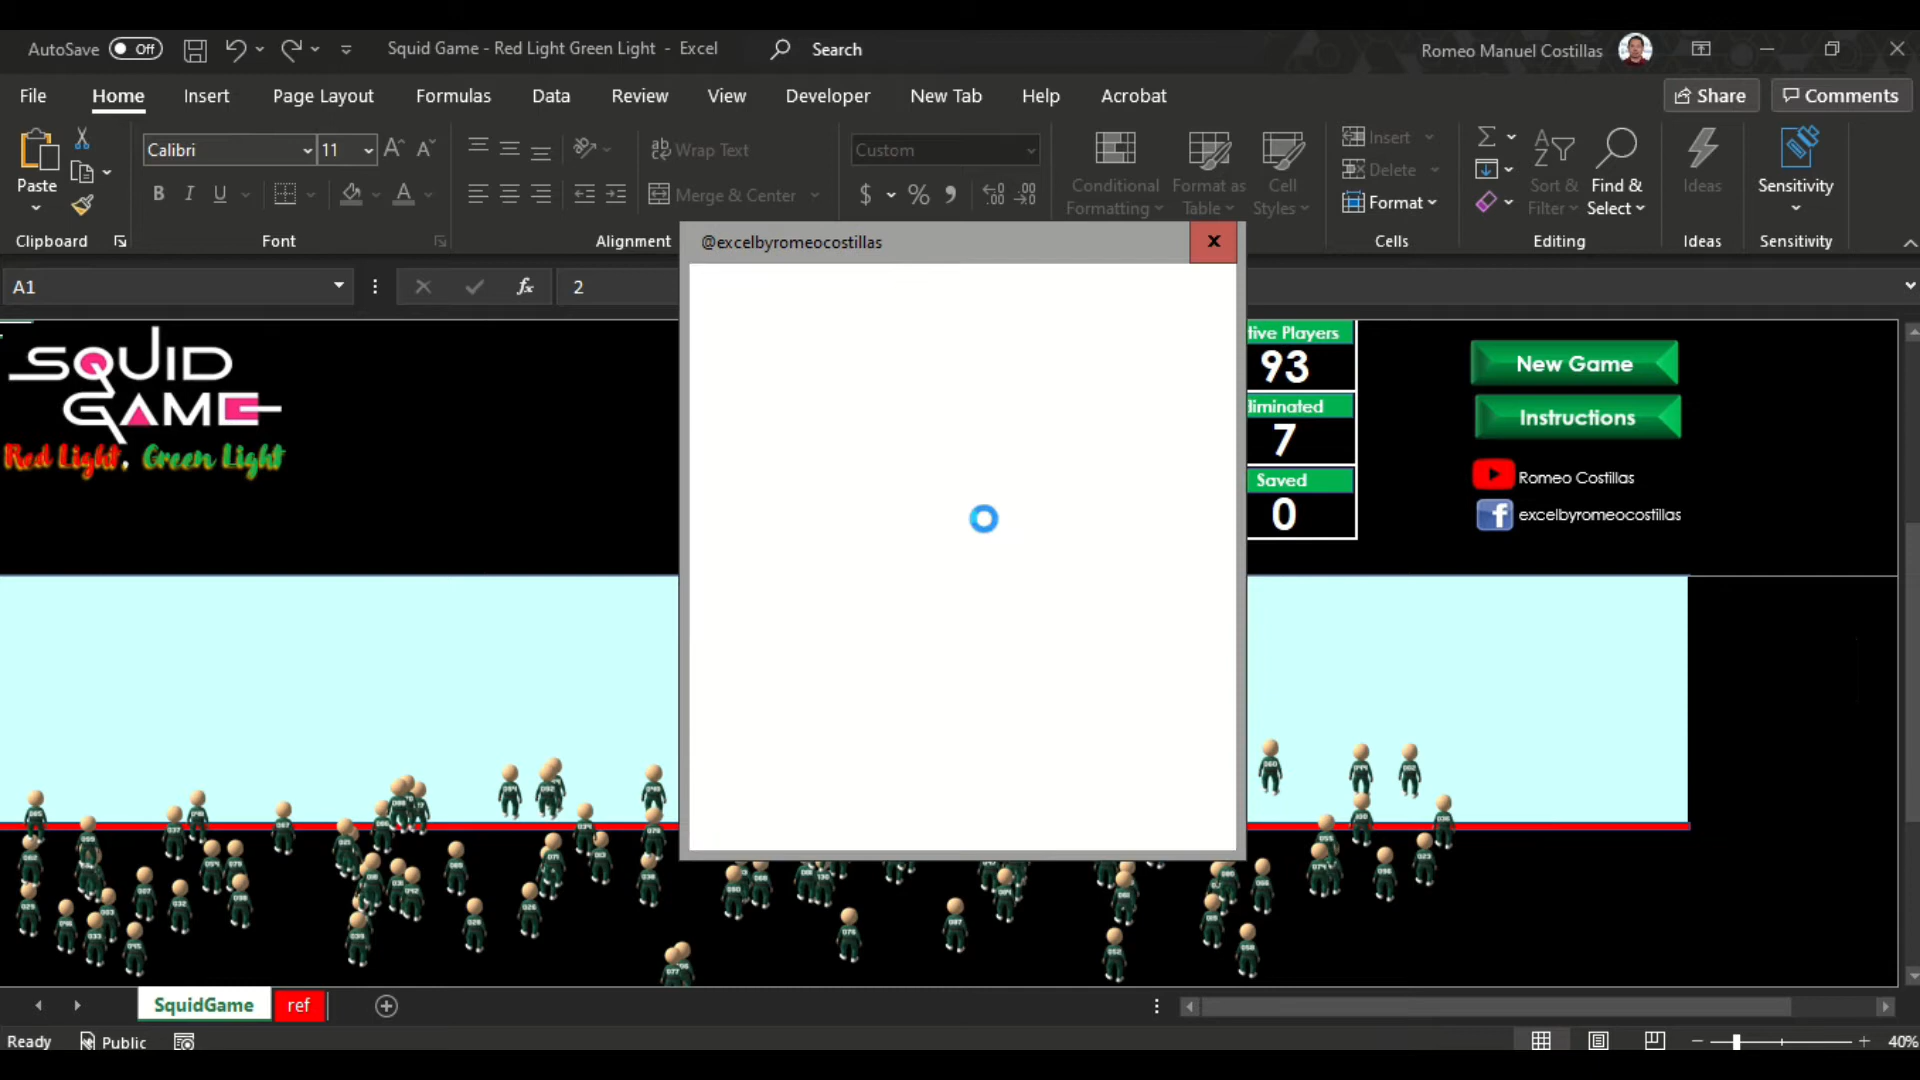 AutoSave Off Squid Game - Red Light Green Light - Excel Search Romeo Manuel Costillas
File Home Insert Page Layout Formulas Data Review View Developer New Tab Help Acrobat Share Comments
Calibri 11 Wrap Text Custom Insert
Paste B I U Merge & Center $ % Conditional Formatting Format as Table Cell Styles Delete Format Sort & Filter Find & Select Ideas Sensitivity
Clipboard Font Alignment Cells Editing Ideas Sensitivity
@excelbyromeocostillas
A1 fx 2
SQUID GAME
Red Light, Green Light
tive Players
93
liminated
7
Saved
0
New Game
Instructions
Romeo Costillas
excelbyromeocostillas
SquidGame ref
Ready Public 40%